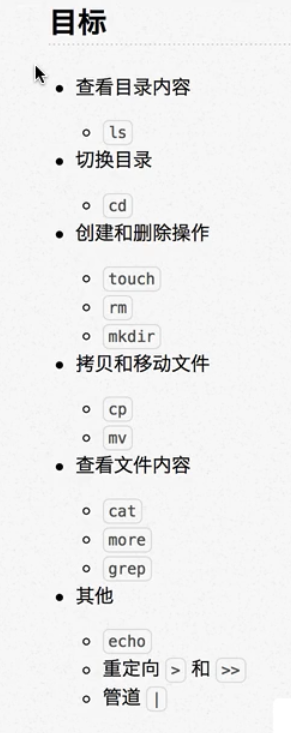 目标
查看目录内容
ls
切换目录
cd
创建和删除操作
touch
rm
mkdir
拷贝和移动文件
cp
mv
查看文件内容
cat
more
grep
其他
echo
重定向 > 和 >>
管道 |